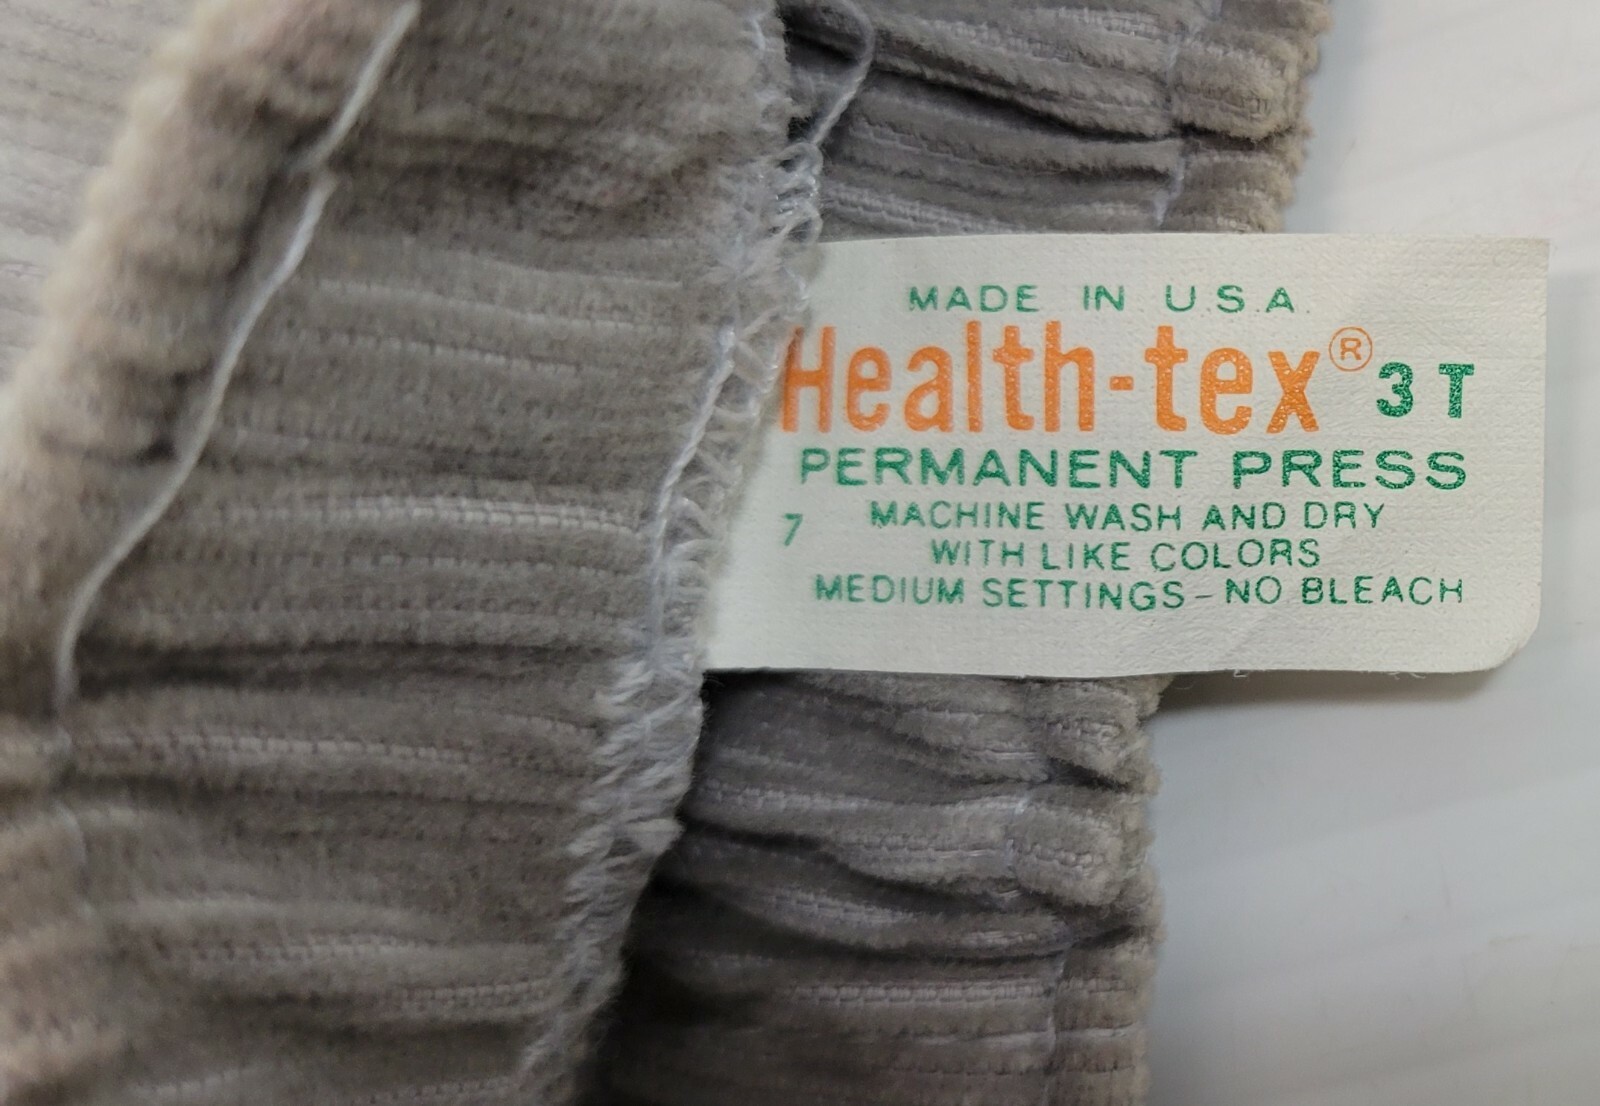 MADE IN U.S.A.
Health-tex® 3T
PERMANENT PRESS
7 MACHINE WASH AND DRY
WITH LIKE COLORS
MEDIUM SETTINGS - NO BLEACH